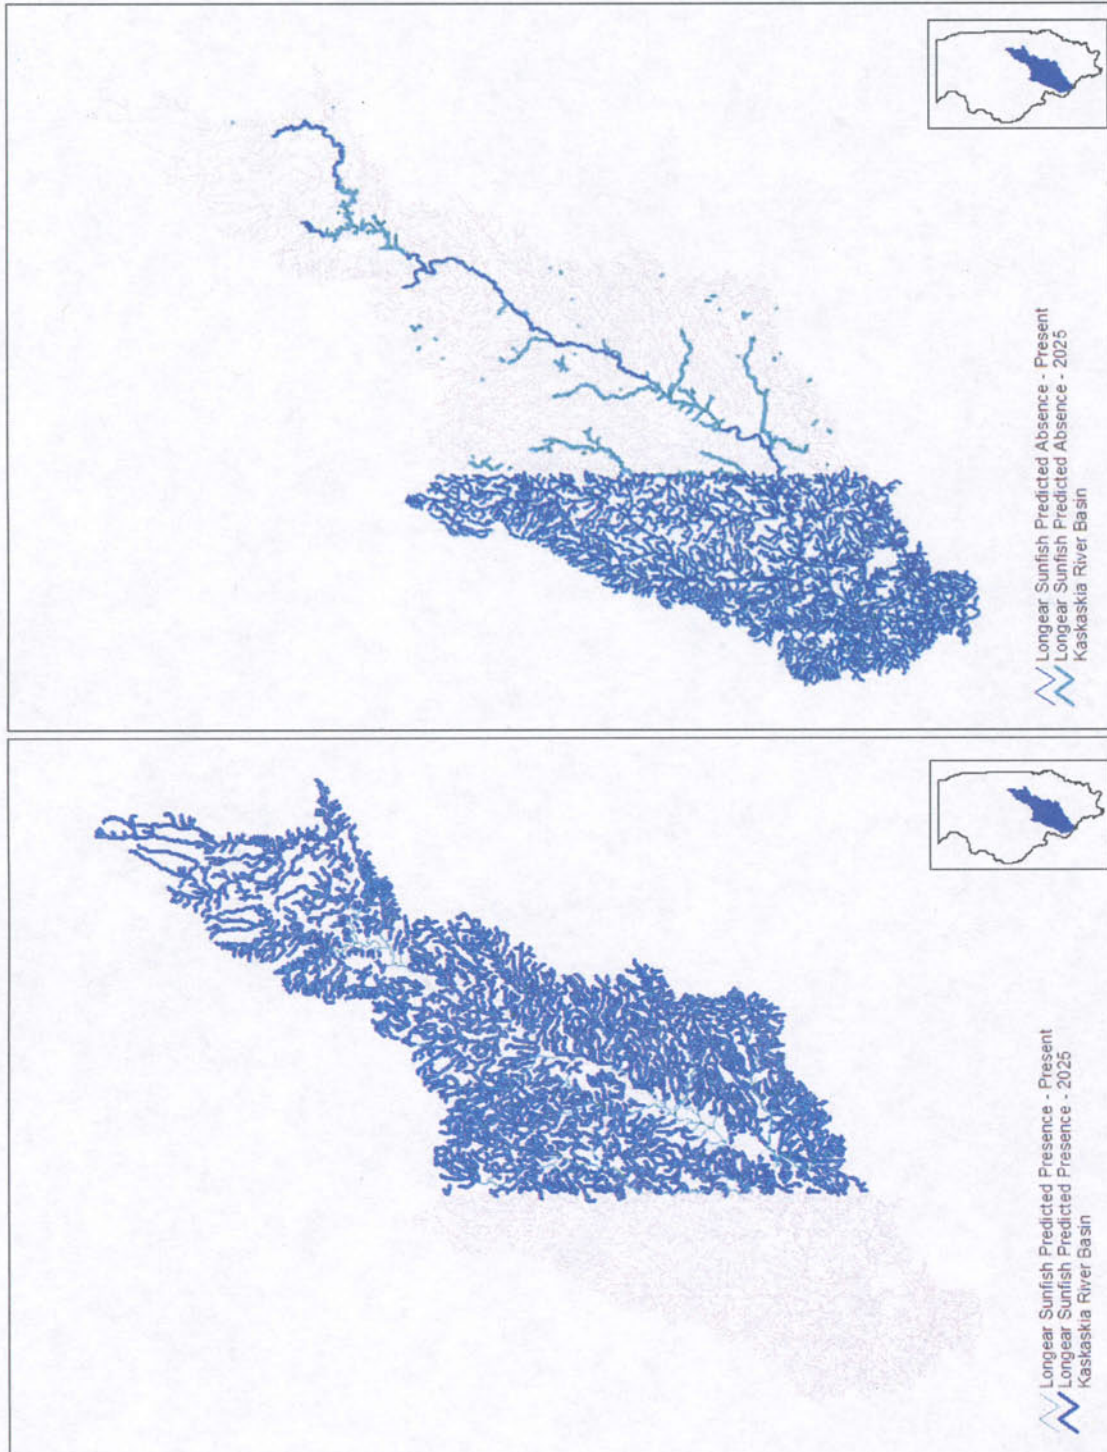 Longear Sunfish Predicted Absence - Present
Longear Sunfish Predicted Absence - 2025
Kaskaskia River Basin
Longear Sunfish Predicted Presence - Present
Longear Sunfish Predicted Presence - 2025
Kaskaskia River Basin